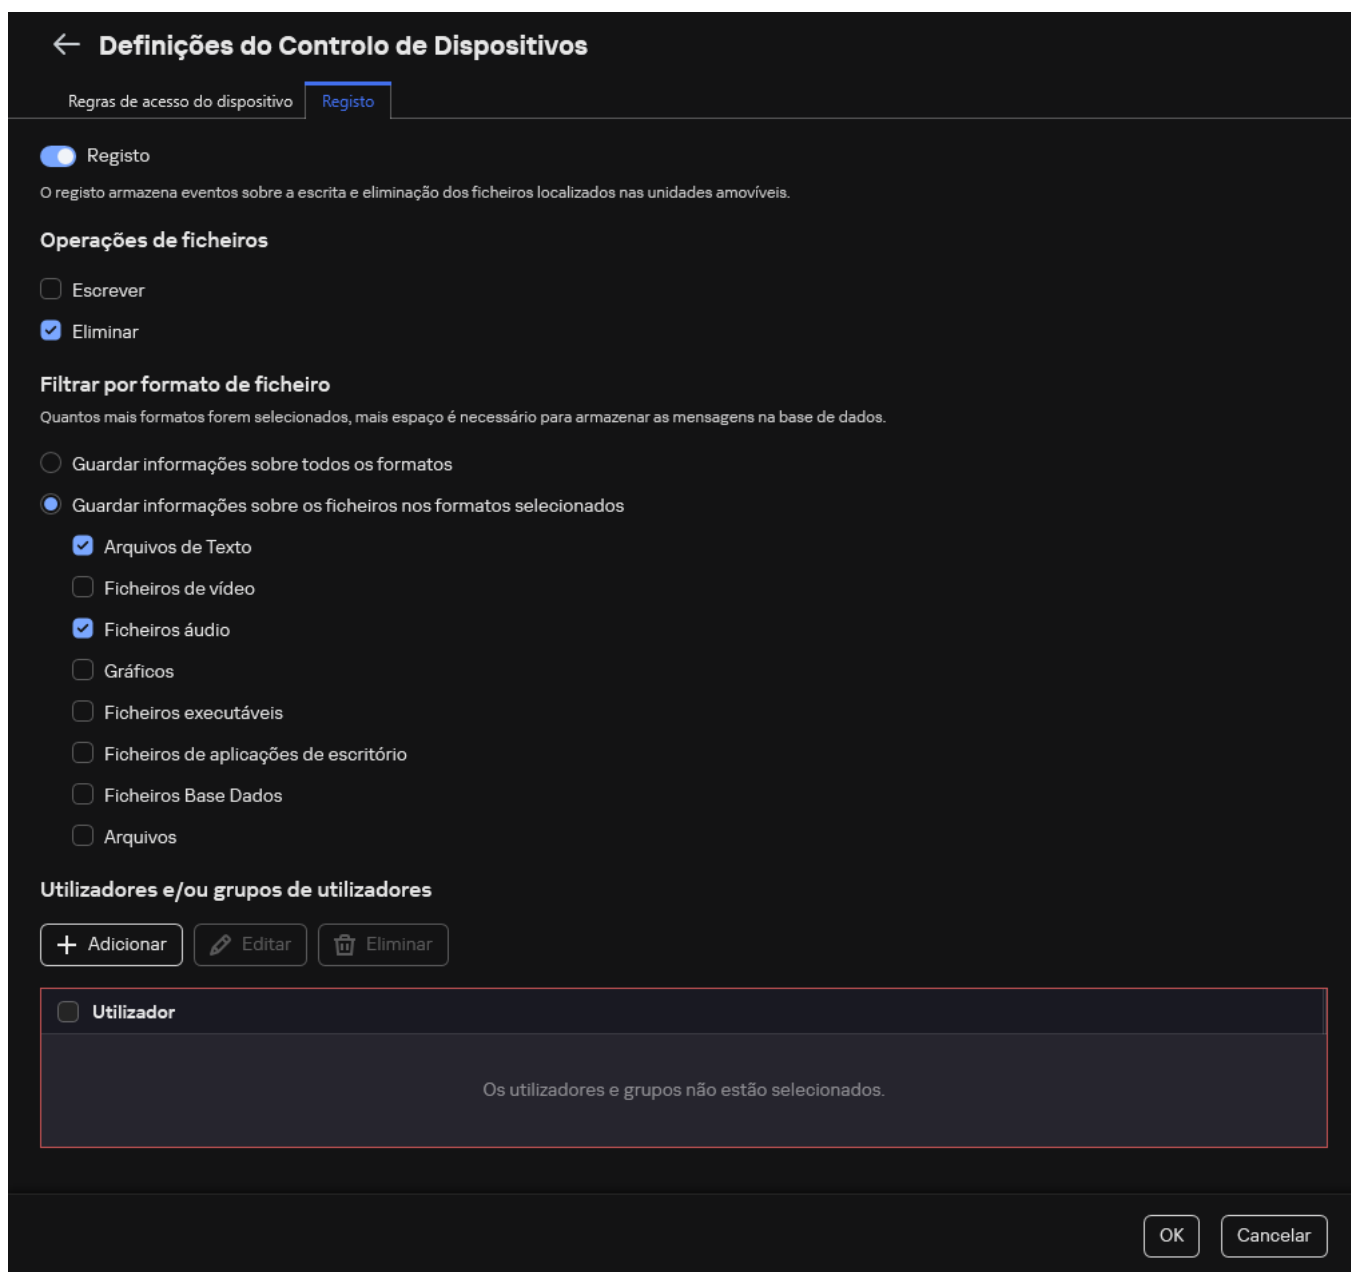 Definições do Controlo de Dispositivos
Regras de acesso do dispositivo Registo
Registo
O registo armazena eventos sobre a escrita e eliminação dos ficheiros localizados nas unidades amovíveis.
Operações de ficheiros
Escrever
Eliminar
Filtrar por formato de ficheiro
Quantos mais formatos forem selecionados, mais espaço é necessário para armazenar as mensagens na base de dados.
Guardar informações sobre todos os formatos
Guardar informações sobre os ficheiros nos formatos selecionados
Arquivos de Texto
Ficheiros de vídeo
Ficheiros áudio
Gráficos
Ficheiros executáveis
Ficheiros de aplicações de escritório
Ficheiros Base Dados
Arquivos
Utilizadores e/ou grupos de utilizadores
Adicionar Editar Eliminar
Utilizador
Os utilizadores e grupos não estão selecionados.
OK Cancelar